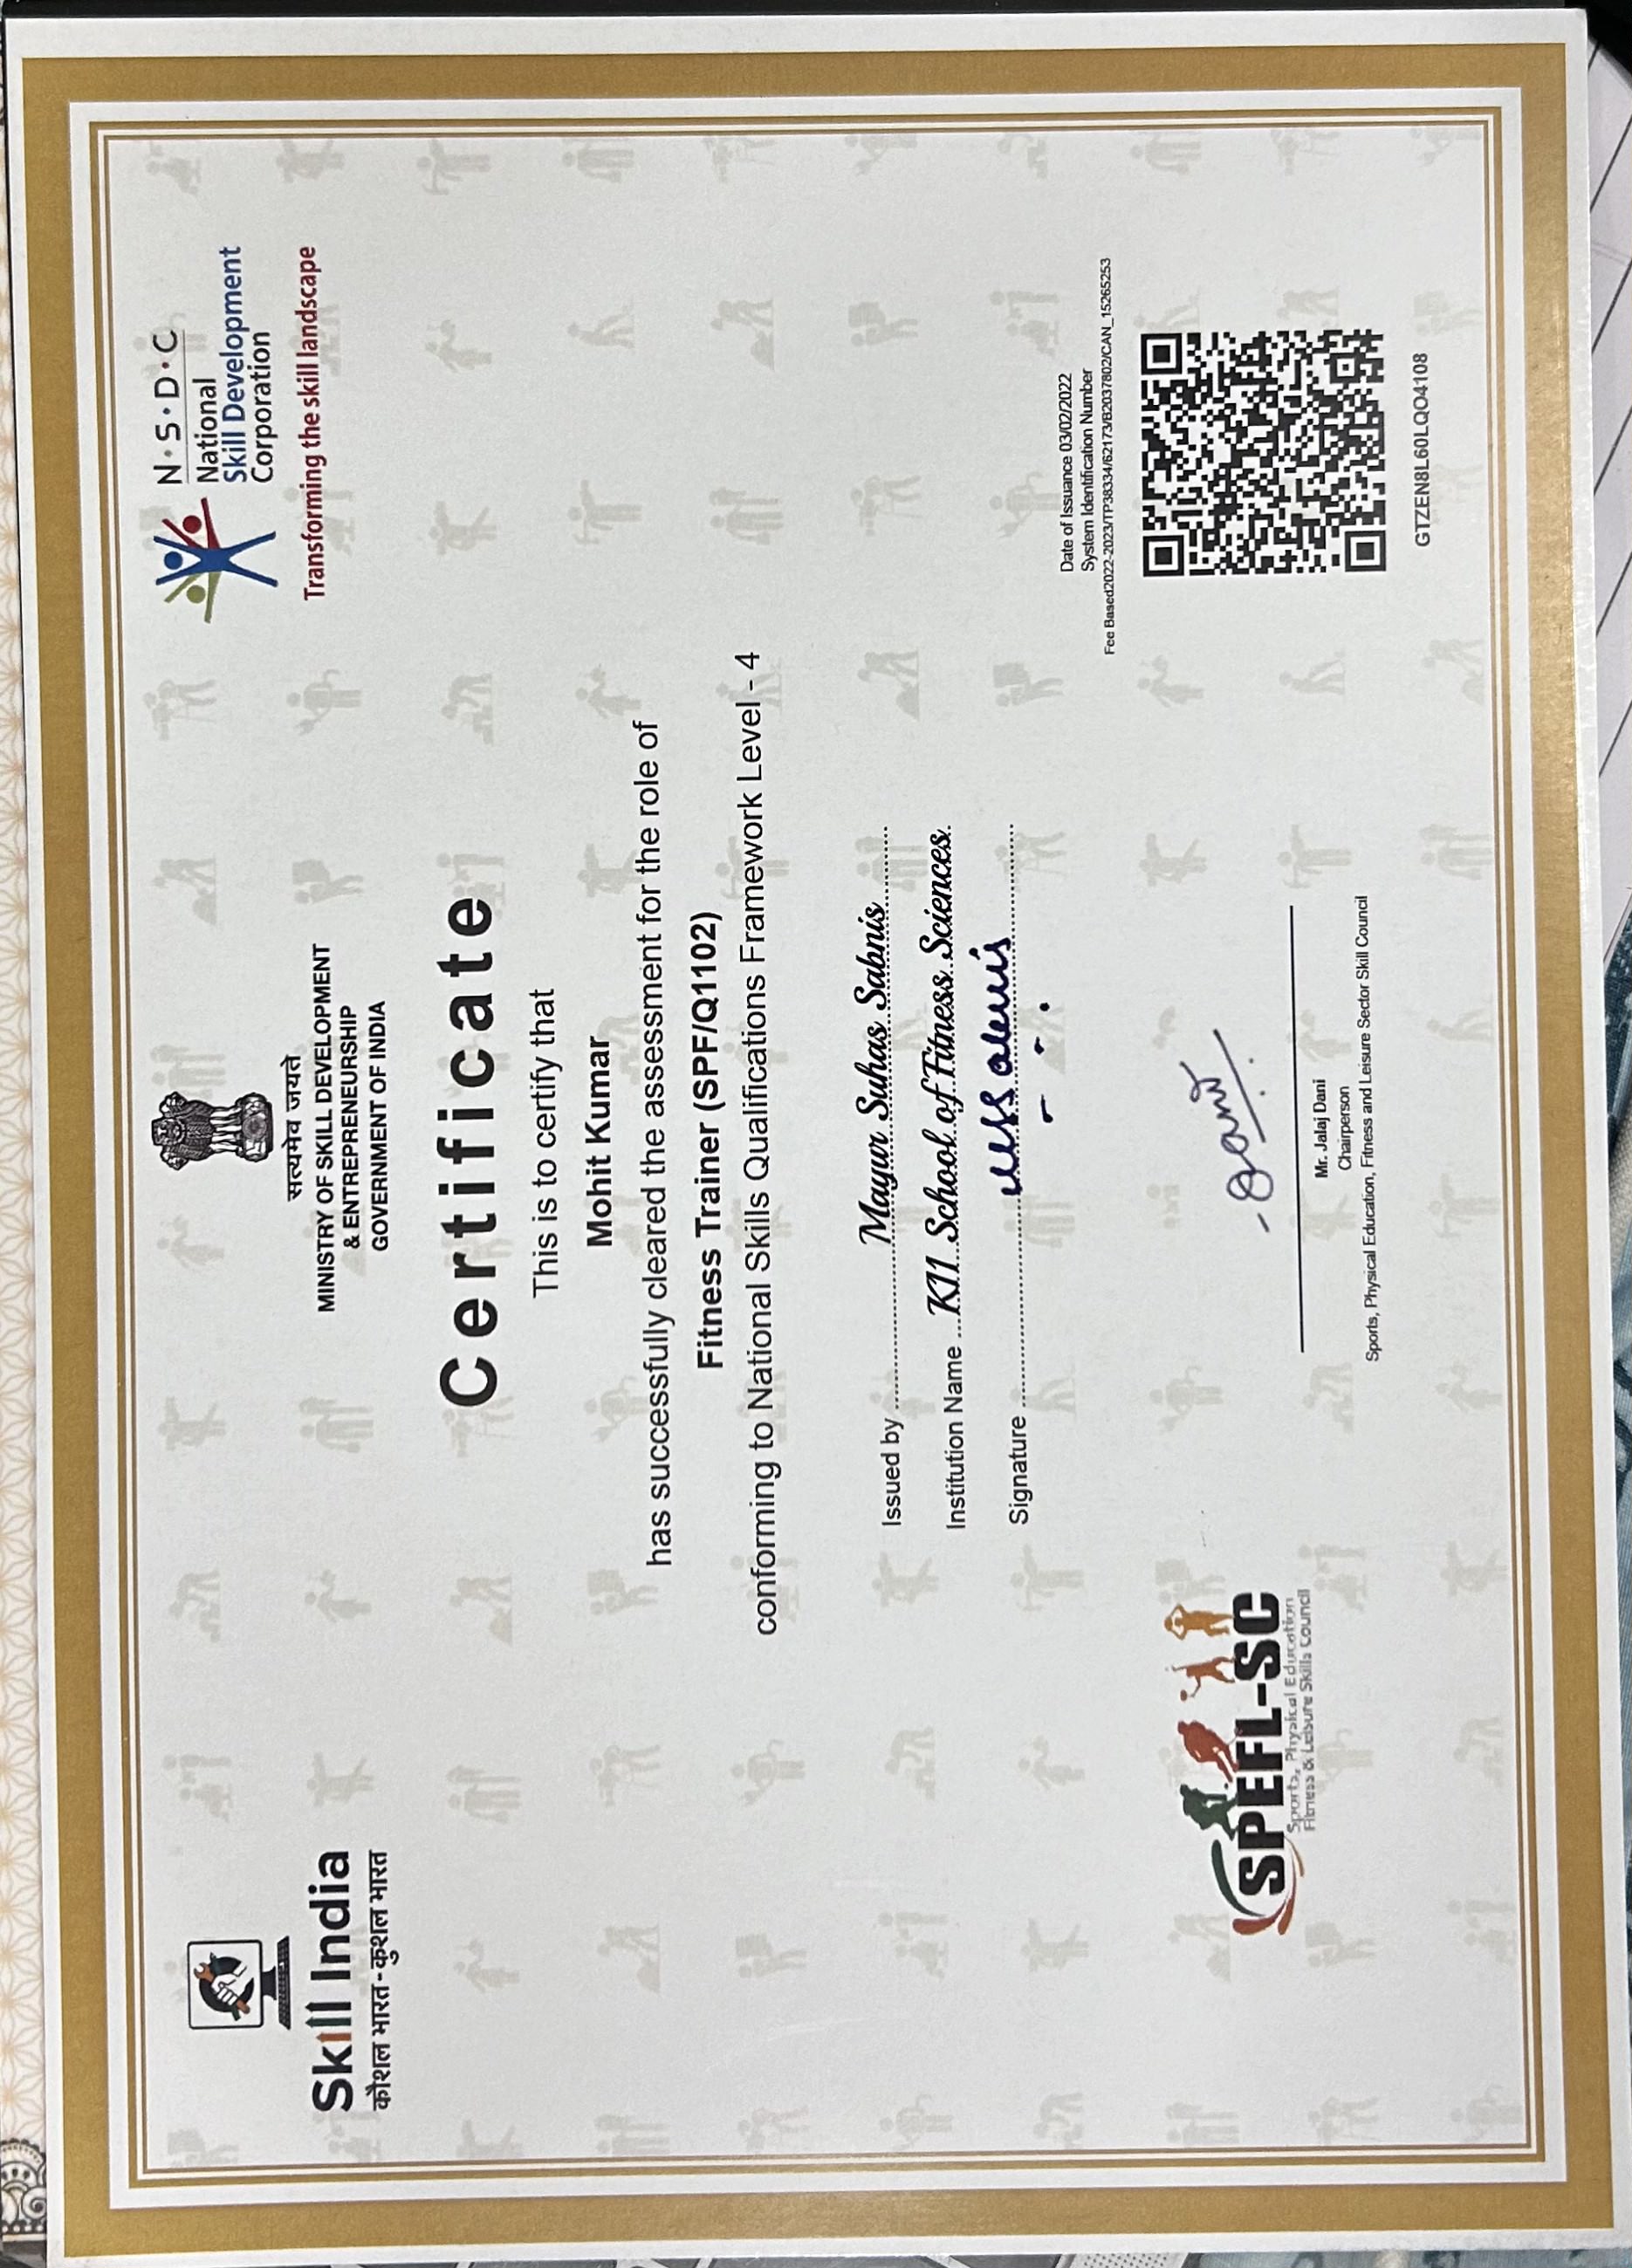 Skill India
कौशल भारत - कुशल भारत
सत्यमेव जयते
MINISTRY OF SKILL DEVELOPMENT
& ENTREPRENEURSHIP
GOVERNMENT OF INDIA
N·S·D·C
National
Skill Development
Corporation
Transforming the skill landscape
Certificate
This is to certify that
Mohit Kumar
has successfully cleared the assessment for the role of
Fitness Trainer (SPF/Q1102)
conforming to National Skills Qualifications Framework Level - 4
Issued by Mayur Suhas Sabnis
Institution Name K11 School of Fitness Sciences
Signature
Date of Issuance 03/02/2022
System Identification Number
Fee Based2022-2023/TP38334/62173/B2037802/CAN_15265253
GTZEN8L60LQO4108
SPEFL-SC
Sports, Physical Education
Fitness & Leisure Skills Council
Mr. Jalaj Dani
Chairperson
Sports, Physical Education, Fitness and Leisure Sector Skill Council